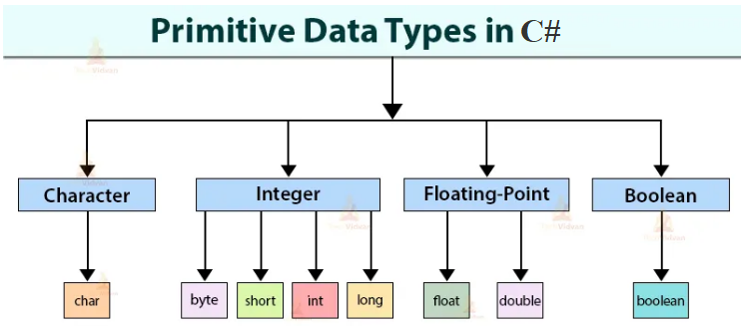 Primitive Data Types in C#
Character
Integer
Floating-Point
Boolean
char
byte
short
int
long
float
double
boolean